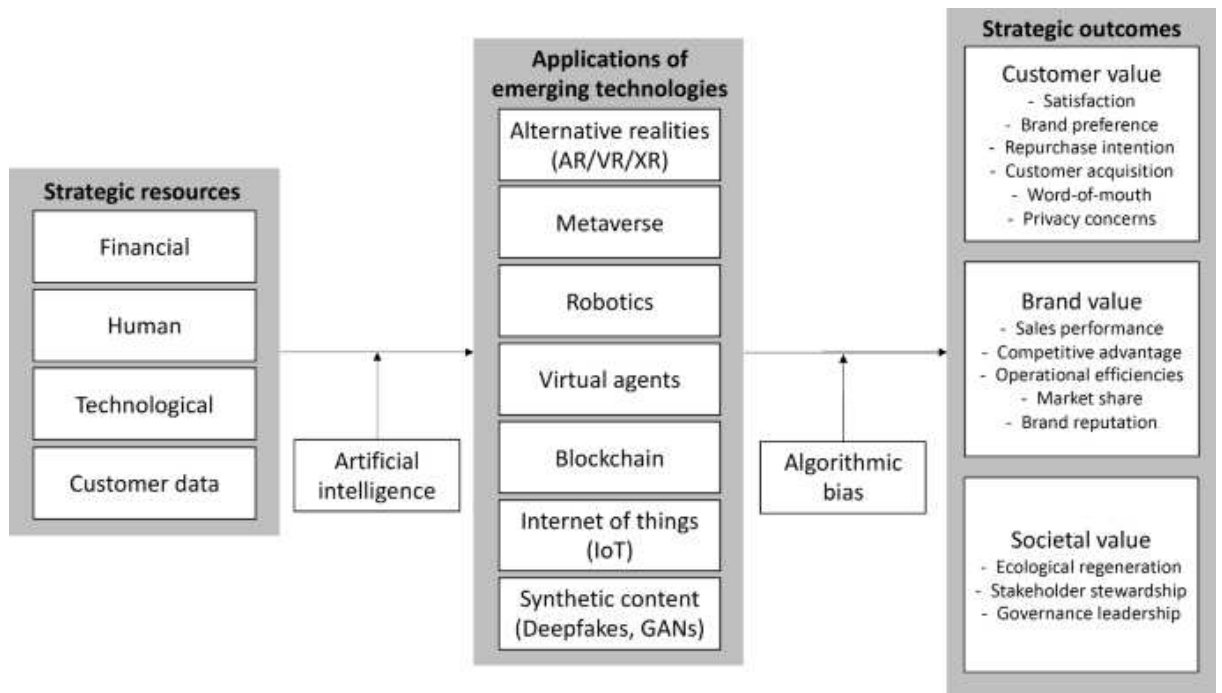 Strategic resources
Financial
Human
Technological
Customer data
Artificial
intelligence
Applications of
emerging technologies
Alternative realities
(AR/VR/XR)
Metaverse
Robotics
Virtual agents
Blockchain
Internet of things
(IoT)
Synthetic content
(Deepfakes, GANs)
Algorithmic
bias
Strategic outcomes
Customer value
- Satisfaction
- Brand preference
- Repurchase intention
- Customer acquisition
- Word-of-mouth
- Privacy concerns
Brand value
- Sales performance
- Competitive advantage
- Operational efficiencies
- Market share
- Brand reputation
Societal value
- Ecological regeneration
- Stakeholder stewardship
- Governance leadership